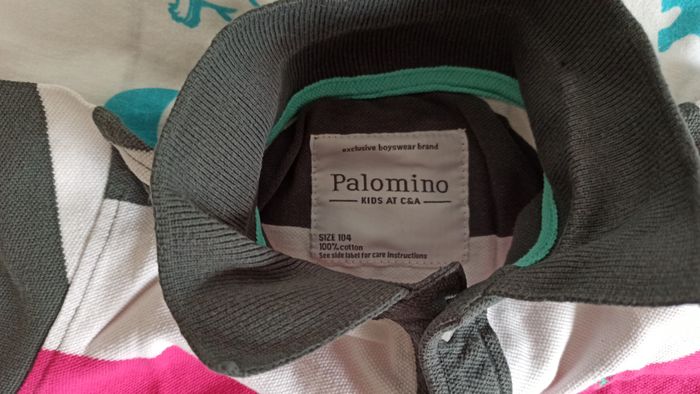 exclusive boyswear brand
Palomino
KIDS AT C&A
SIZE 104
100% cotton
See side label for care instructions